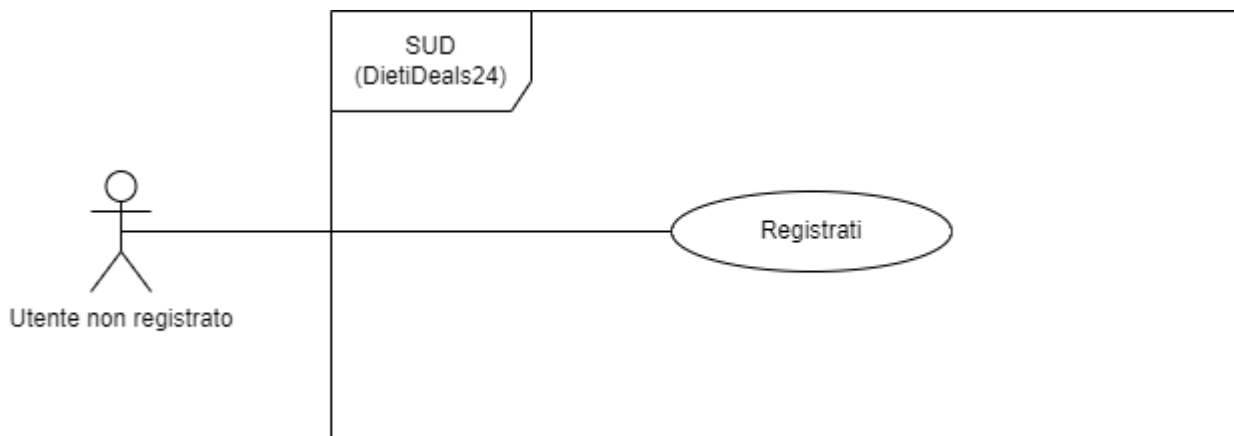 SUD
(DietiDeals24)
Registrati
Utente non registrato